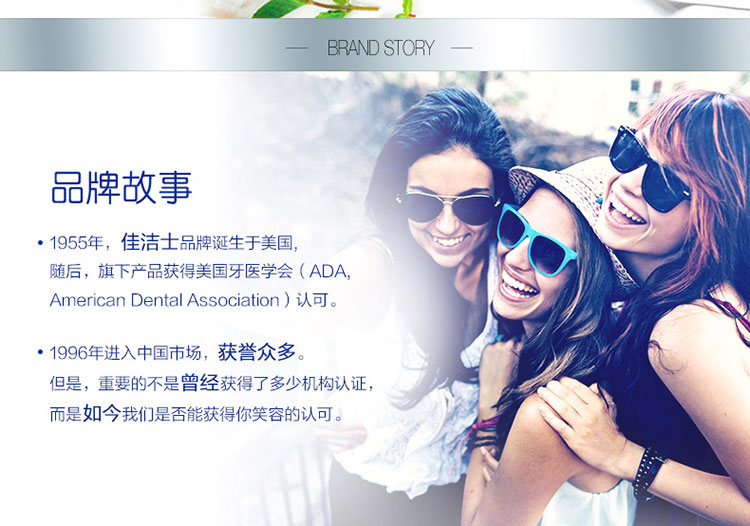 — BRAND STORY —
品牌故事
• 1955年，佳洁士品牌诞生于美国，
随后，旗下产品获得美国牙医学会（ADA,
American Dental Association）认可。
• 1996年进入中国市场，获誉众多。
但是，重要的不是曾经获得了多少机构认证，
而是如今我们是否能获得你笑容的认可。